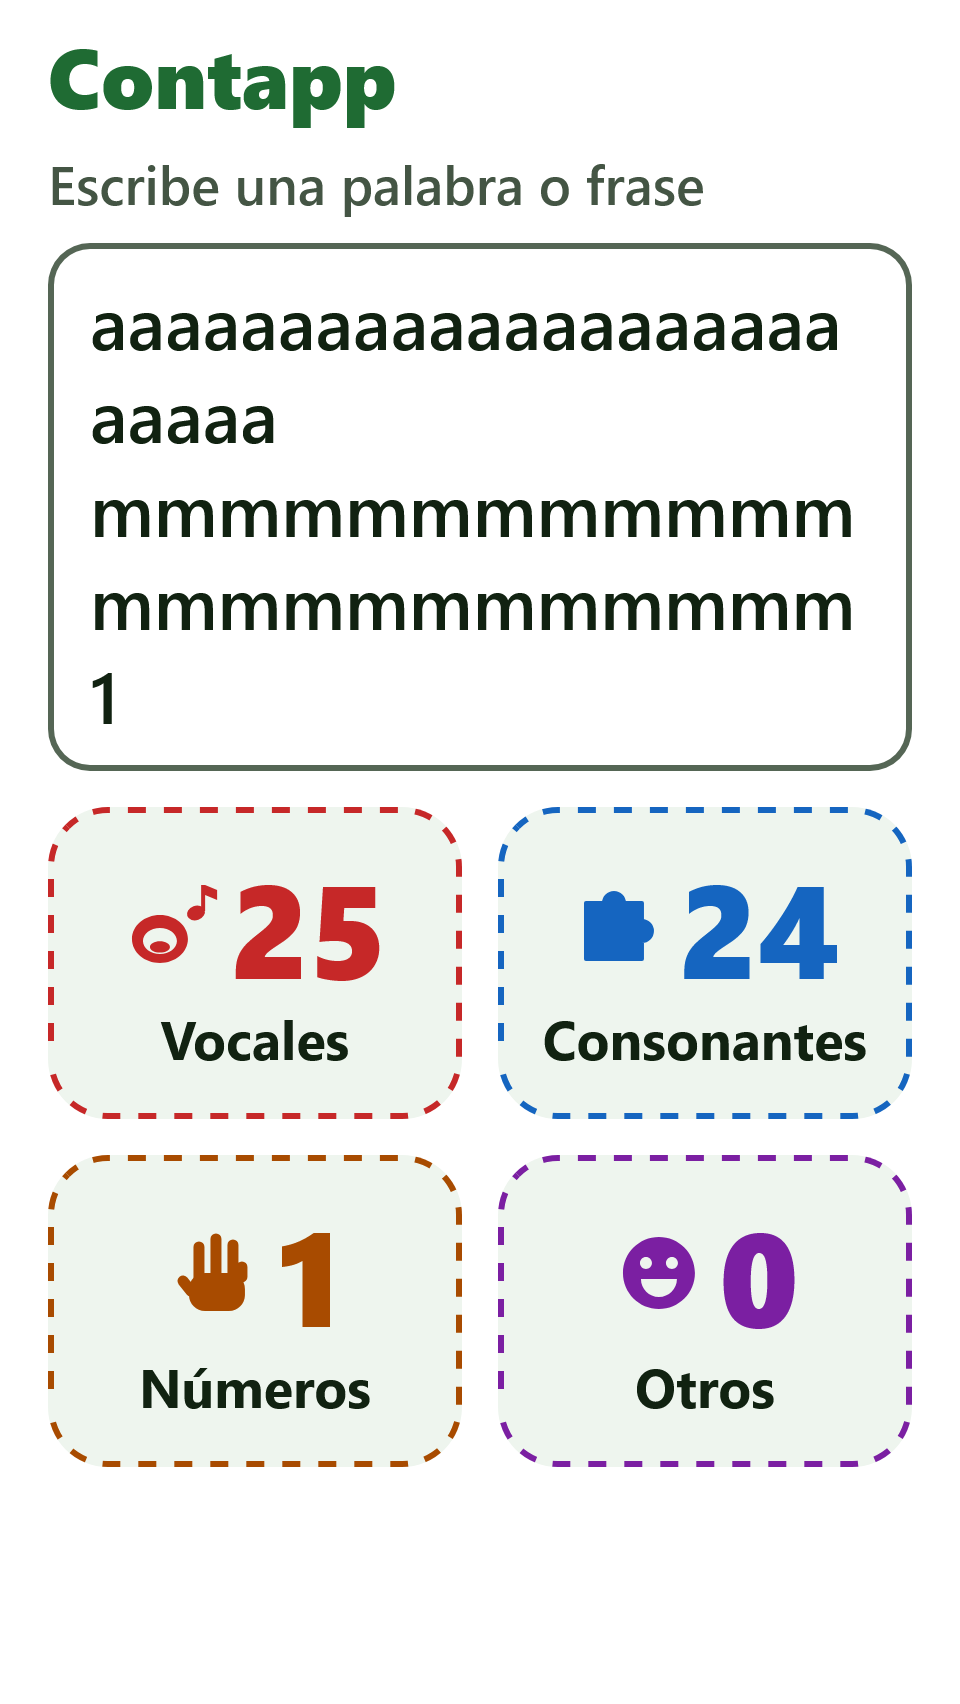 Contapp
Escribe una palabra o frase
aaaaaaaaaaaaaaaaaaaa
aaaaa
mmmmmmmmmmmm
mmmmmmmmmmmm
1
25
Vocales
24
Consonantes
1
Números
0
Otros